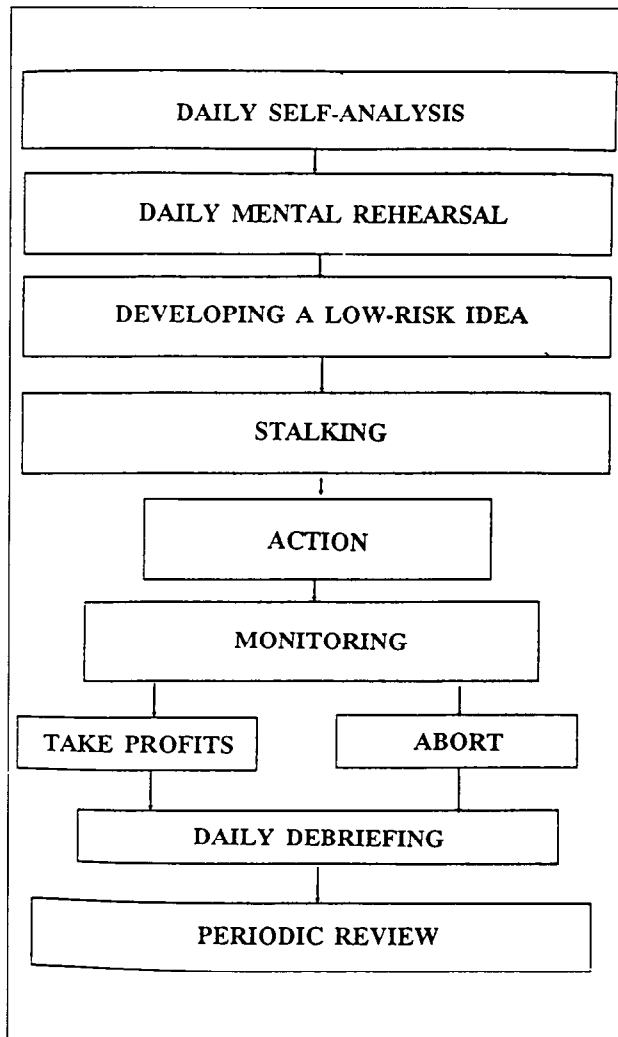 DAILY SELF-ANALYSIS
DAILY MENTAL REHEARSAL
DEVELOPING A LOW-RISK IDEA
STALKING
ACTION
MONITORING
TAKE PROFITS
ABORT
DAILY DEBRIEFING
PERIODIC REVIEW